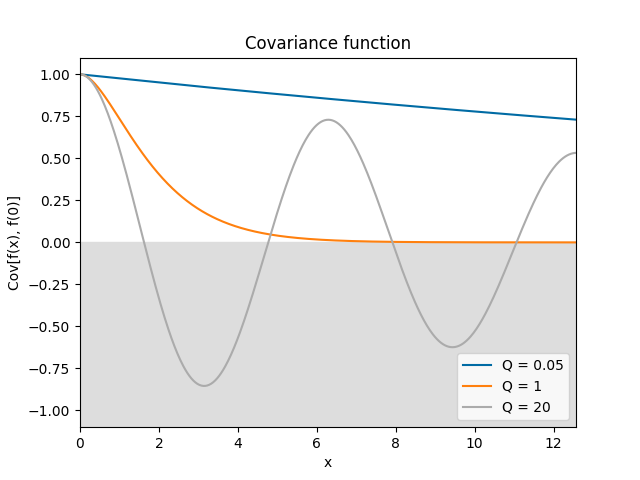 Covariance function
Cov[f(x), f(0)]
1.00
0.75
0.50
0.25
0.00
−0.25
−0.50
−0.75
−1.00
0 2 4 6 8 10 12
x
Q = 0.05
Q = 1
Q = 20